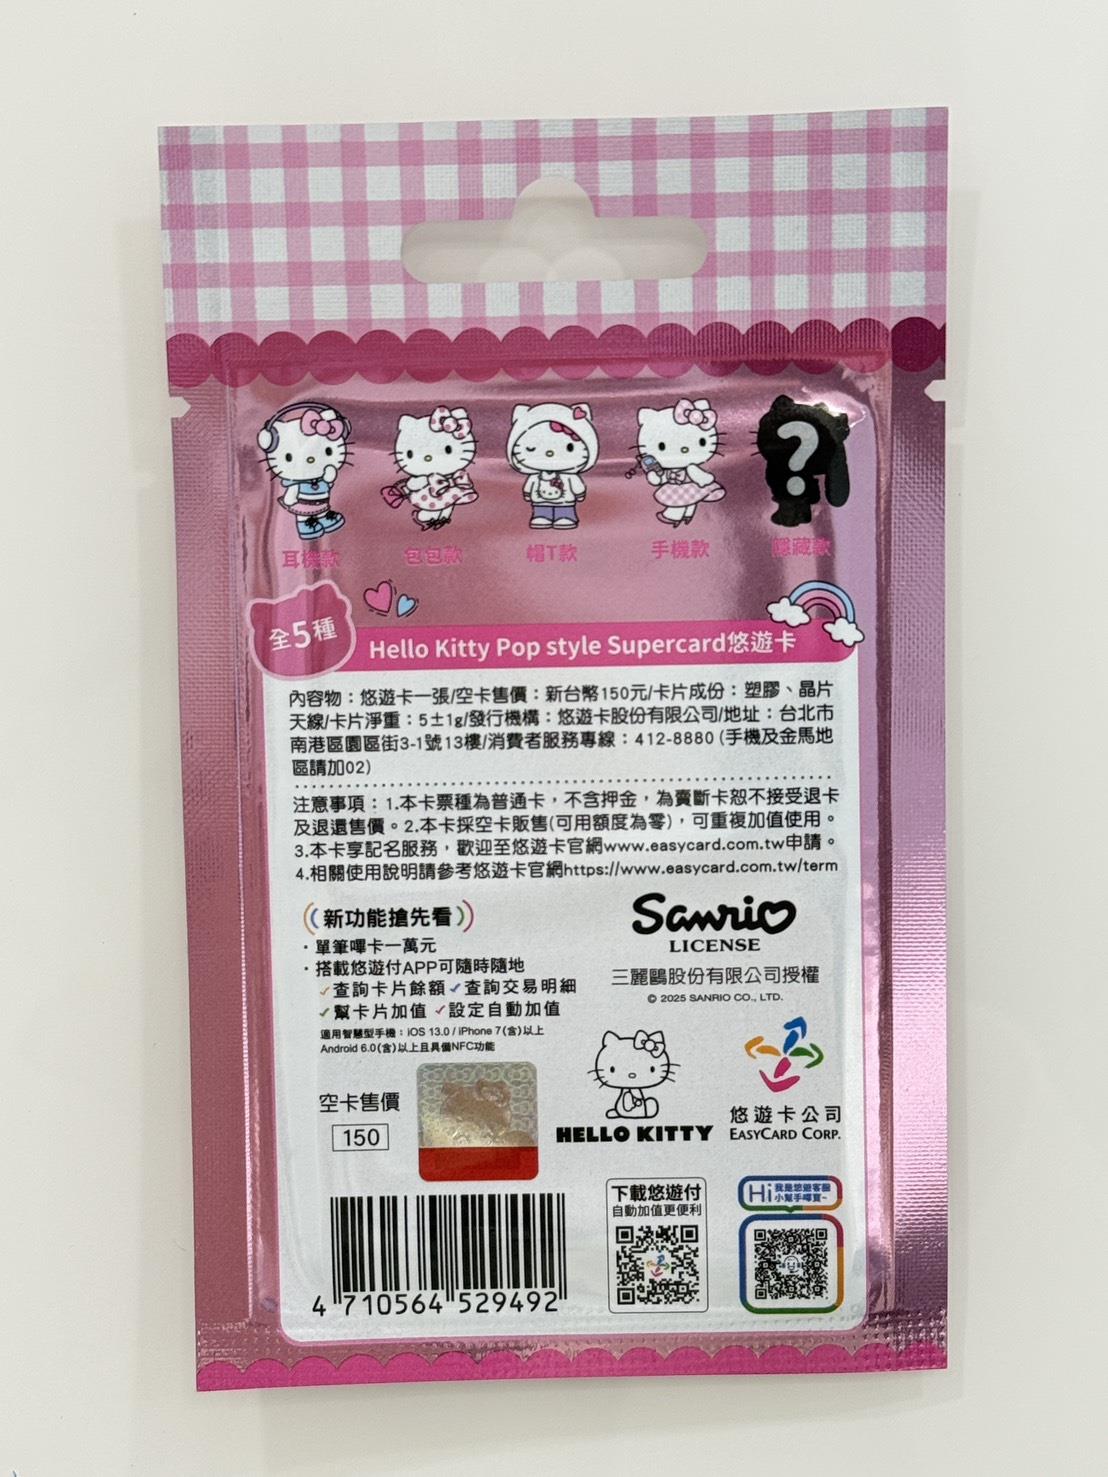 ?
耳機款
包包款
帽T款
手機款
隱藏款
全5種
Hello Kitty Pop style Supercard悠遊卡
內容物：悠遊卡一張/空卡售價：新台幣150元/卡片成份：塑膠、晶片
天線/卡片淨重：5±1g/發行機構：悠遊卡股份有限公司/地址：台北市
南港區園區街3-1號13樓/消費者服務專線：412-8880 (手機及金馬地
區請加02)
注意事項：1.本卡票種為普通卡，不含押金，為賣斷卡恕不接受退卡
及退還售價。2.本卡採空卡販售(可用額度為零)，可重複加值使用。
3.本卡享記名服務，歡迎至悠遊卡官網www.easycard.com.tw申請。
4.相關使用說明請參考悠遊卡官網https://www.easycard.com.tw/term
新功能搶先看
·單筆嗶卡一萬元
·搭載悠遊付APP可隨時隨地
✓查詢卡片餘額 ✓查詢交易明細
✓幫卡片加值 ✓設定自動加值
適用智慧型手機：iOS 13.0 / iPhone 7(含)以上
Android 6.0(含)以上且具備NFC功能
Sanrio
LICENSE
三麗鷗股份有限公司授權
© 2025 SANRIO CO., LTD.
空卡售價
150
HELLO KITTY
悠遊卡公司
EASYCARD CORP.
4 710564 529492
下載悠遊付
自動加值更便利
Hi 我是悠遊客服
小幫手嗶寶~